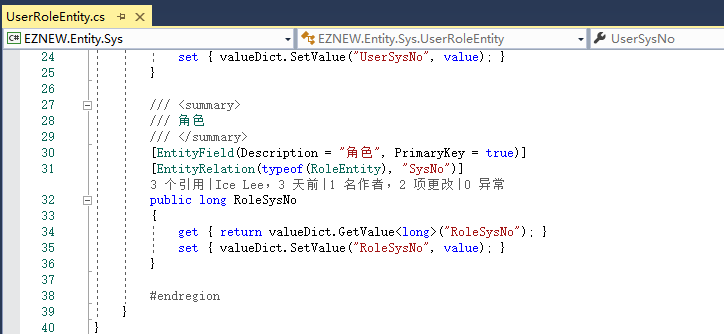 UserRoleEntity.cs
EZNEW.Entity.Sys EZNEW.Entity.Sys.UserRoleEntity UserSysNo
24 set { valueDict.SetValue("UserSysNo", value); }
25 }
26
27 /// <summary>
28 /// 角色
29 /// </summary>
30 [EntityField(Description = "角色", PrimaryKey = true)]
31 [EntityRelation(typeof(RoleEntity), "SysNo")]
3 个引用|Ice Lee，3 天前|1 名作者，2 项更改|0 异常
32 public long RoleSysNo
33 {
34 get { return valueDict.GetValue<long>("RoleSysNo"); }
35 set { valueDict.SetValue("RoleSysNo", value); }
36 }
37
38 #endregion
39 }
40 }